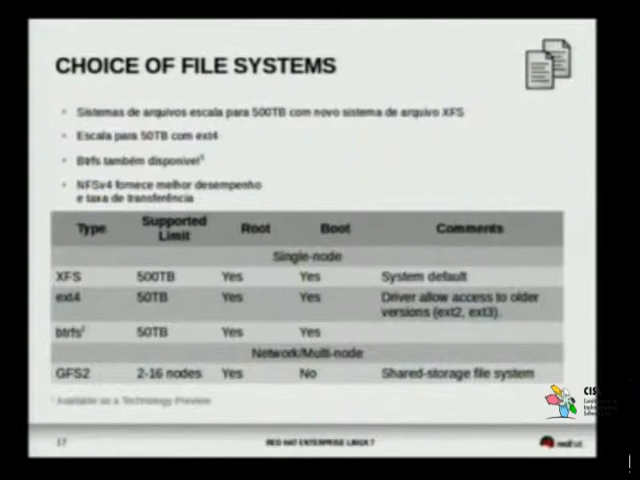 CHOICE OF FILE SYSTEMS
Sistemas de arquivos escala para 500TB com novo sistema de arquivo XFS
Escala para 50TB com ext4
Btrfs também disponível¹
NFSv4 fornece melhor desempenho
e taxa de transferência
Type Supported Limit Root Boot Comments
Single-node
XFS 500TB Yes Yes System default
ext4 50TB Yes Yes Driver allow access to older
versions (ext2, ext3).
btrfs¹ 50TB Yes Yes
Network/Multi-node
GFS2 2-16 nodes Yes No Shared-storage file system
¹ Available as a Technology Preview
CIS
17 RED HAT ENTERPRISE LINUX 7 redhat